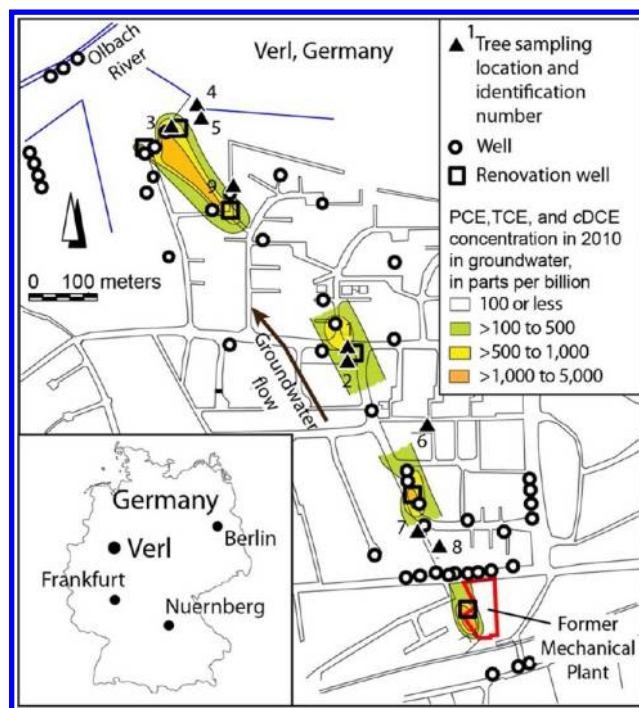 Olbach
River
Verl, Germany
1
Tree sampling
location and
identification
number
Well
Renovation well
PCE,TCE, and cDCE
concentration in 2010
in groundwater,
in parts per billion
100 or less
>100 to 500
>500 to 1,000
>1,000 to 5,000
4
3
5
9
0 100 meters
1
2
Groundwater
flow
6
7
8
Former
Mechanical
Plant
Germany
Berlin
Verl
Frankfurt
Nuernberg